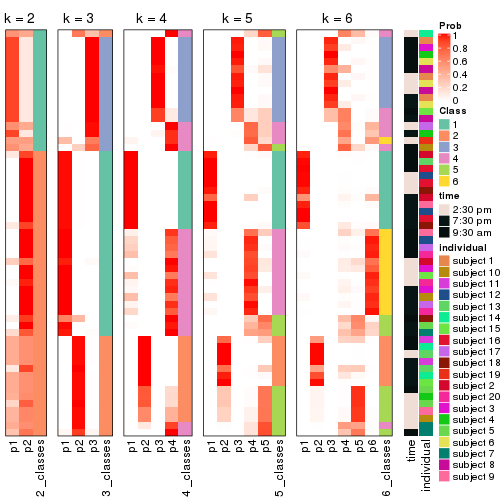 k = 2
k = 3
k = 4
k = 5
k = 6
Prob
1
0.8
0.6
0.4
0.2
0
Class
1
2
3
4
5
6
time
2:30 pm
7:30 pm
9:30 am
individual
subject 1
subject 10
subject 11
subject 12
subject 13
subject 14
subject 15
subject 16
subject 17
subject 18
subject 19
subject 2
subject 20
subject 3
subject 4
subject 5
subject 6
subject 7
subject 8
subject 9
p1
p2
2_classes
p1
p2
p3
3_classes
p1
p2
p3
p4
4_classes
p1
p2
p3
p4
p5
5_classes
p1
p2
p3
p4
p5
p6
6_classes
time
individual